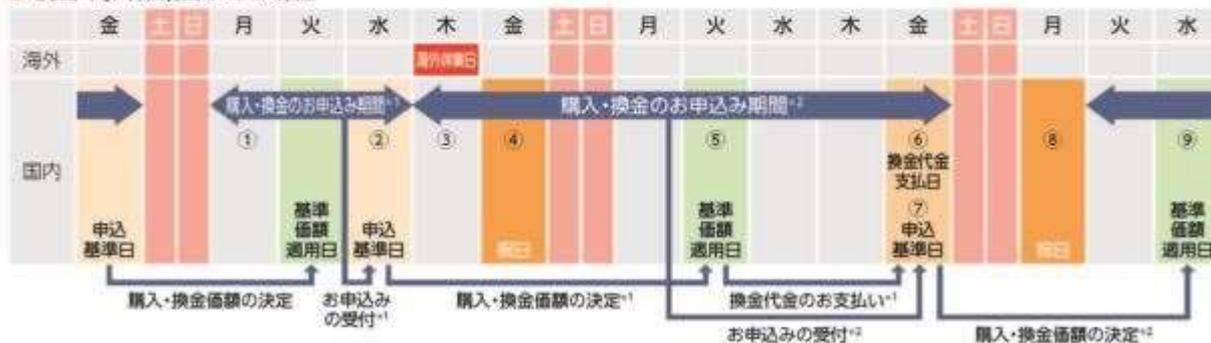 金 土 日 月 火 水 木 金 土 日 月 火 水 木 金 土 日 月 火 水
海外 海外休業日
購入・換金のお申込み期間*1 購入・換金のお申込み期間*2
① ② ③ ④ ⑤ ⑥ ⑧ ⑨
国内
換金代金
支払日
⑦
申込
基準日
基準
価額
適用日
申込
基準日
祝日
基準
価額
適用日
申込
基準日
祝日
基準
価額
適用日
購入・換金価額の決定
お申込み
の受付*1
購入・換金価額の決定*1
換金代金のお支払い*1
お申込みの受付*2
購入・換金価額の決定*2